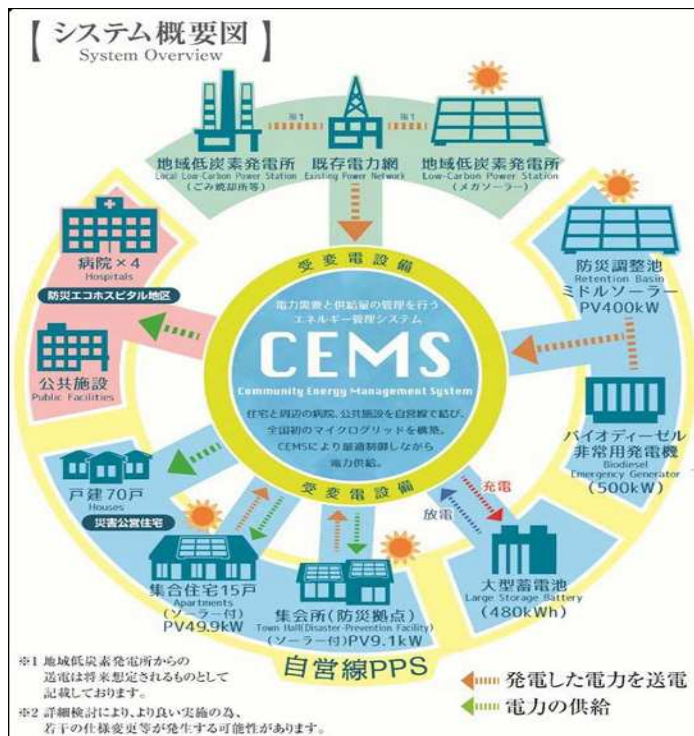 【システム概要図】
System Overview
※1
※1
地域低炭素発電所
Local Low-Carbon Power Station
(ごみ焼却所等)
既存電力網
Existing Power Network
地域低炭素発電所
Low-Carbon Power Station
(メガソーラー)
病院×4
Hospitals
防災エコホスピタル地区
公共施設
Public Facilities
防災調整池
Retention Basin
ミドルソーラー
PV400kW
バイオディーゼル
非常用発電機
Biodiesel
Emergency Generator
(500kW)
受変電設備
電力需要と供給量の管理を行う
エネルギー管理システム
CEMS
Community Energy Management System
住宅と周辺の病院、公共施設を自営線で結び、
全国初のマイクログリッドを構築。
CEMSにより最適制御しながら
電力供給。
受変電設備
戸建70戸
Houses
災害公営住宅
集合住宅15戸
Apartments
(ソーラー付)
PV49.9kW
集会所(防災拠点)
Town Hall(Disaster-Prevention Facility)
(ソーラー付)PV9.1kW
充電
放電
大型蓄電池
Large Storage Battery
(480kWh)
自営線PPS
※1 地域低炭素発電所からの
送電は将来想定されるものとして
記載しております。
※2 詳細検討により、より良い実施の為、
若干の仕様変更等が発生する可能性があります。
発電した電力を送電
電力の供給